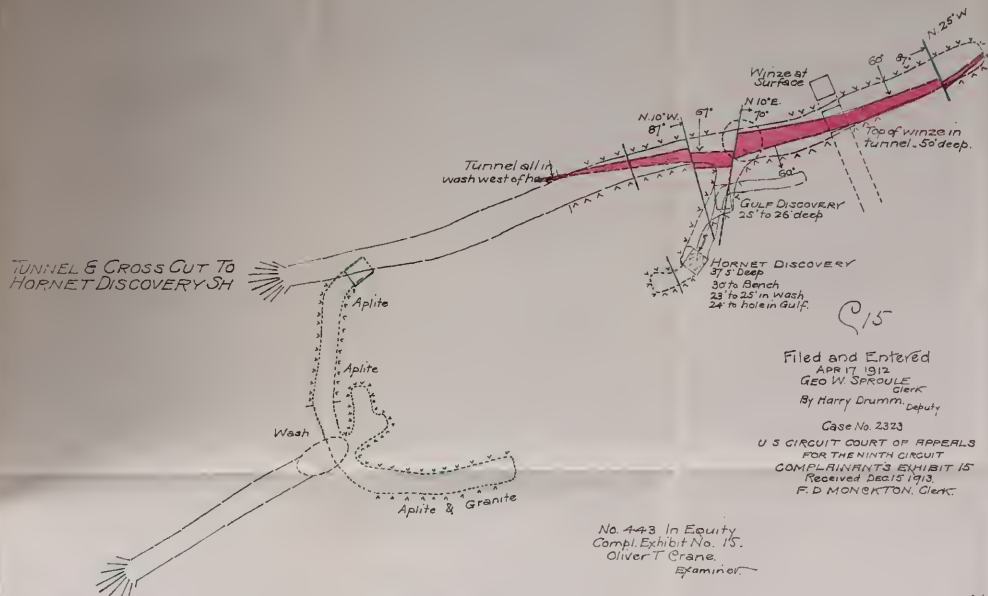 N.25°W
60°
87°
Winze at
Surface
N 10°E.
70°
N.10°W.
87°
67°
Top of winze in
tunnel - 50' deep.
Tunnel all in
wash west of here
60°
GULF DISCOVERY
25' to 26' deep
TUNNEL & CROSS CUT TO
HORNET DISCOVERY SH
HORNET DISCOVERY
37.5' Deep
30' to Bench
23' to 25' in Wash
24' to hole in Gulf.
Aplite
C 15
Aplite
Filed and Entered
APR 17 1912
GEO W. SPROULE
Clerk
By Harry Drumm.
Deputy
Case No. 2323
U S CIRCUIT COURT OF APPEALS
FOR THE NINTH CIRCUIT
COMPLAINANT'S EXHIBIT 15
Received DEC. 15 1913.
F. D MONCKTON, Clerk.
Wash
Aplite & Granite
No. 443 In Equity
Compl. Exhibit No. 15.
Oliver T Crane.
Examiner